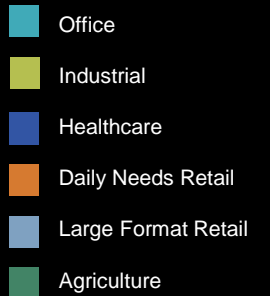 Office
Industrial
Healthcare
Daily Needs Retail
Large Format Retail
Agriculture